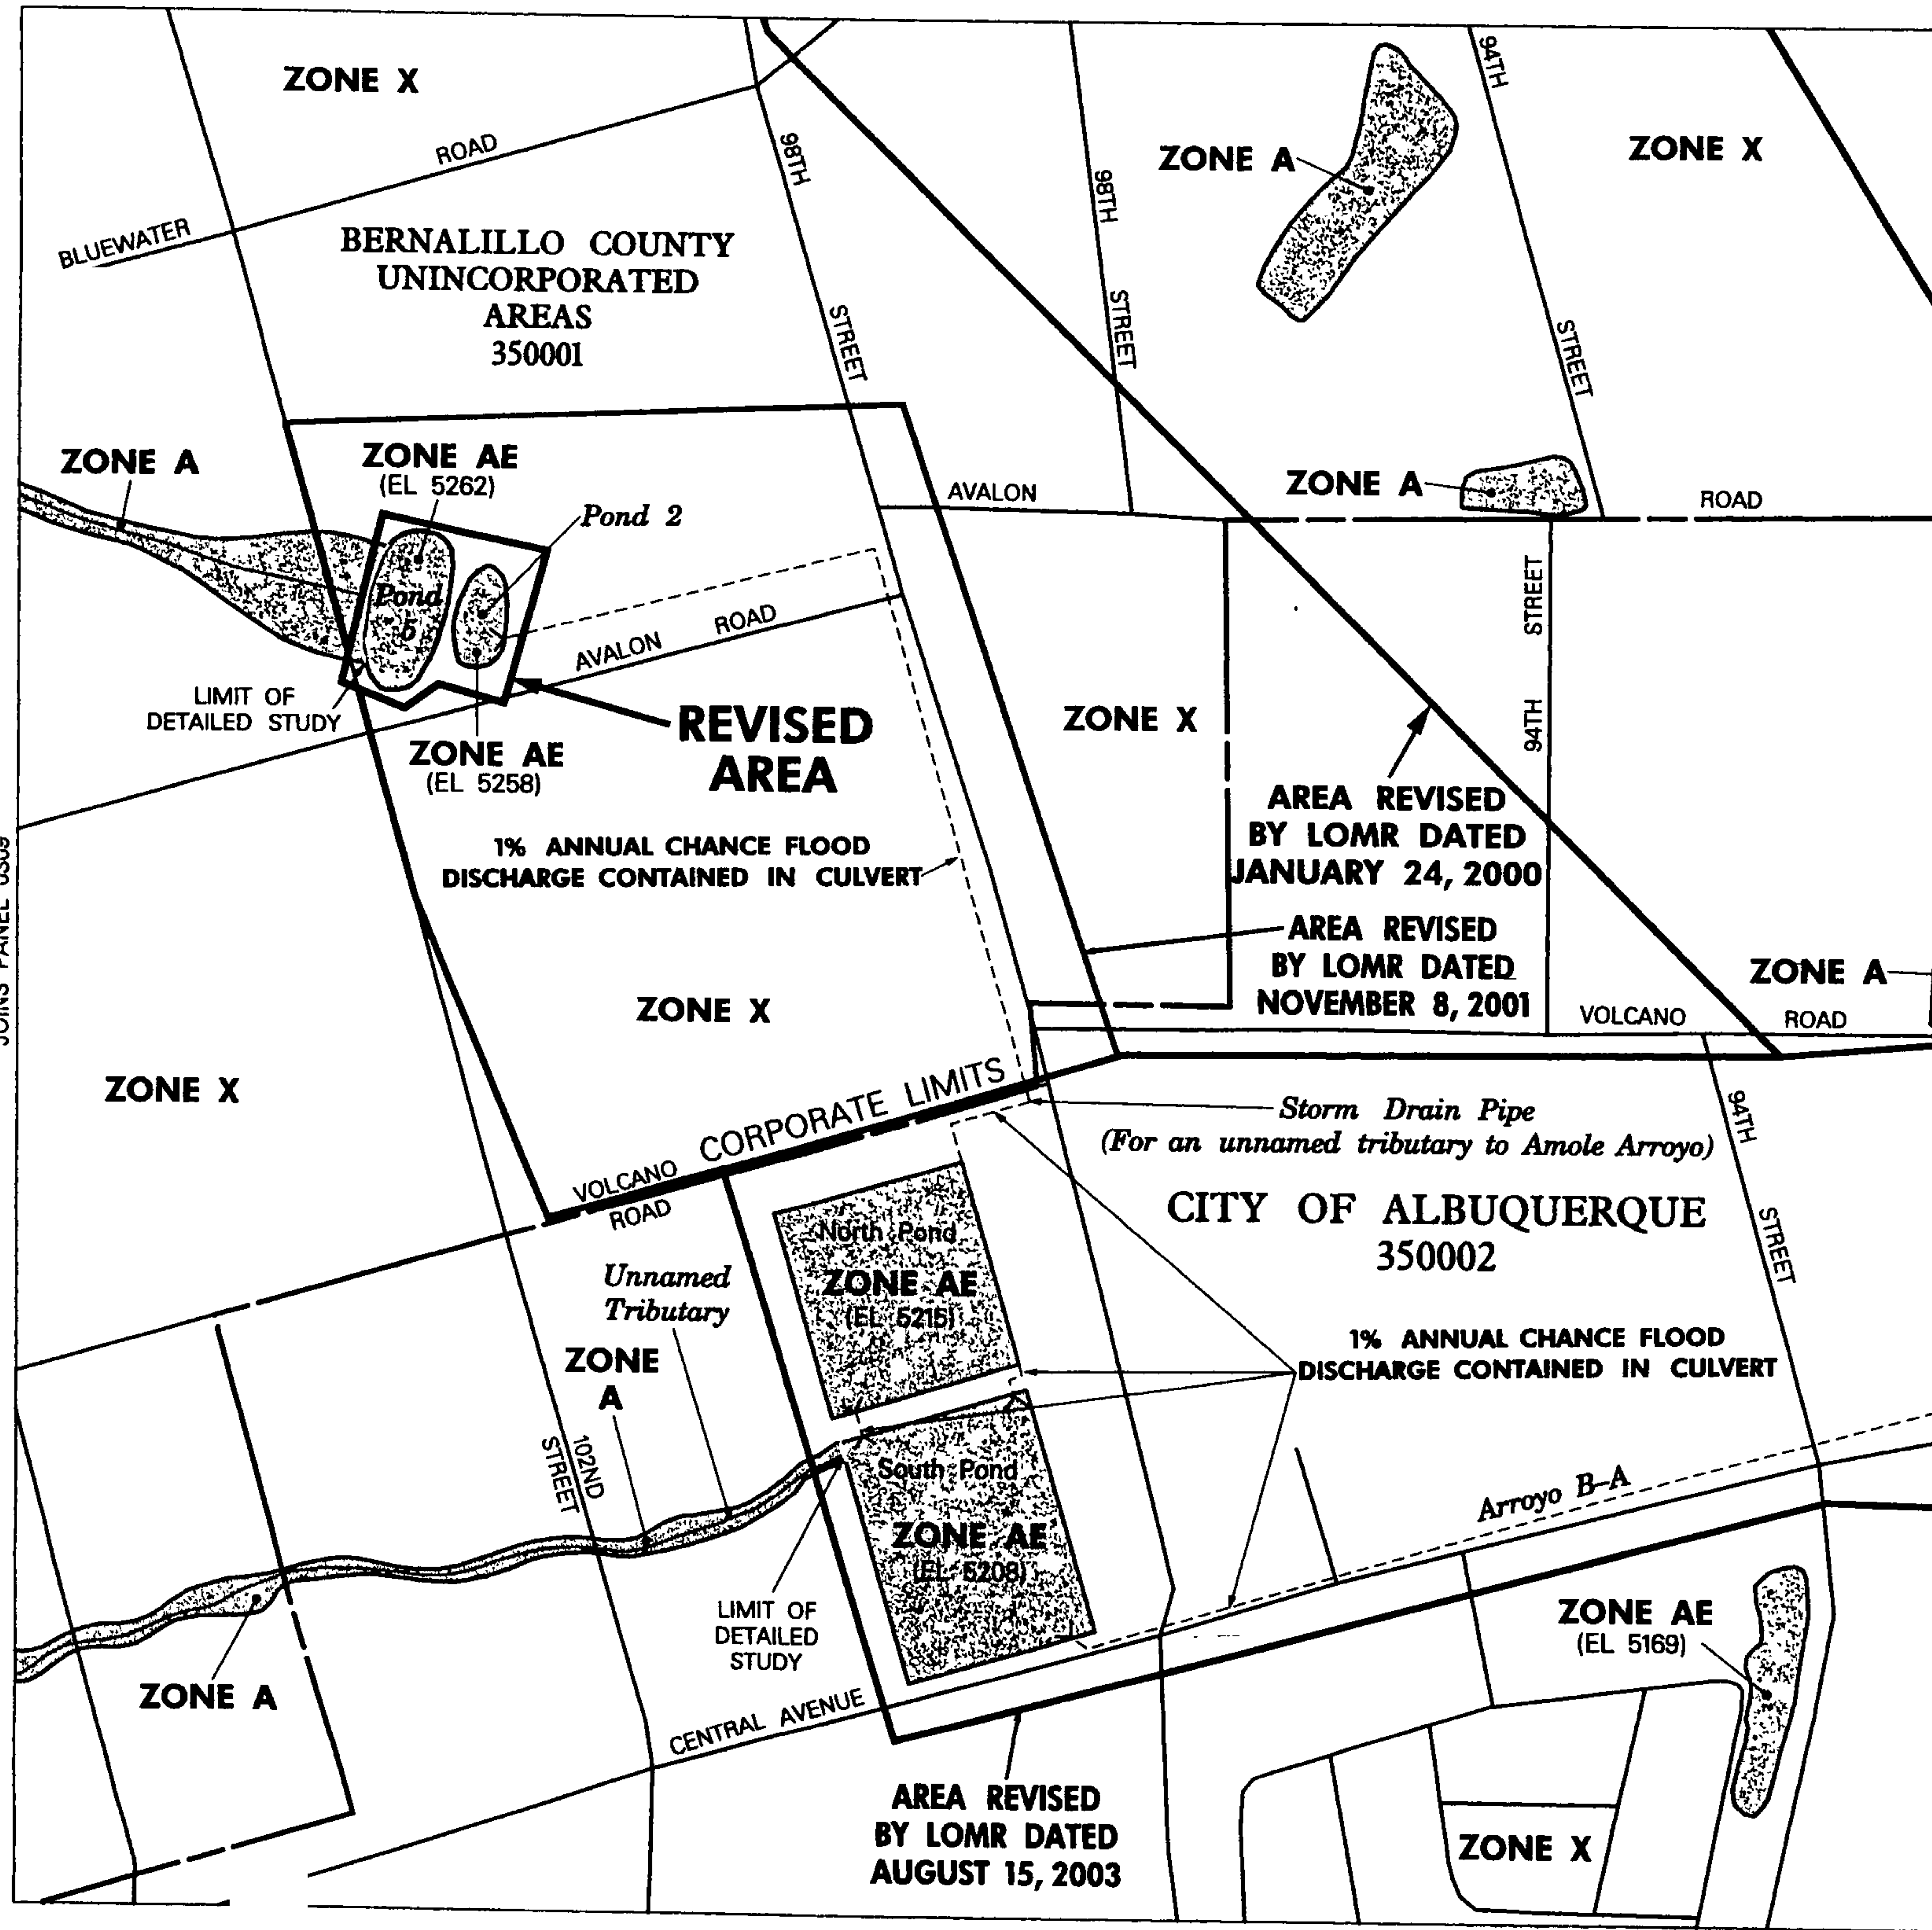 ZONE X
BLUEWATER ROAD
BERNALILLO COUNTY
UNINCORPORATED
AREAS
350001
98TH STREET
98TH STREET
94TH STREET
ZONE A
ZONE X
ZONE A
ZONE AE
(EL 5262)
Pond 2
Pond
5
AVALON ROAD
ZONE A
AVALON ROAD
LIMIT OF
DETAILED STUDY
ZONE AE
(EL 5258)
REVISED
AREA
ZONE X
94TH STREET
1% ANNUAL CHANCE FLOOD
DISCHARGE CONTAINED IN CULVERT
AREA REVISED
BY LOMR DATED
JANUARY 24, 2000
AREA REVISED
BY LOMR DATED
NOVEMBER 8, 2001
JOINS PANEL
ZONE X
ZONE A
VOLCANO ROAD
ZONE X
CORPORATE LIMITS
VOLCANO
ROAD
Storm Drain Pipe
(For an unnamed tributary to Amole Arroyo)
94TH STREET
CITY OF ALBUQUERQUE
350002
North Pond
ZONE AE
(EL 5215)
Unnamed
Tributary
ZONE
A
102ND
STREET
1% ANNUAL CHANCE FLOOD
DISCHARGE CONTAINED IN CULVERT
South Pond
ZONE AE
(EL 5208)
Arroyo B-A
LIMIT OF
DETAILED
STUDY
ZONE A
CENTRAL AVENUE
ZONE AE
(EL 5169)
AREA REVISED
BY LOMR DATED
AUGUST 15, 2003
ZONE X